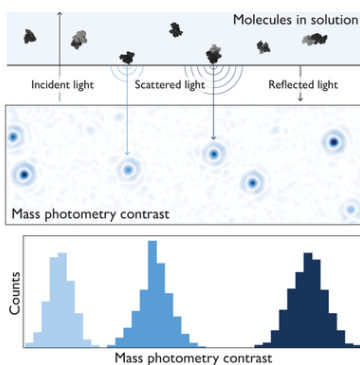 Molecules in solution
Incident light
Scattered light
Reflected light
Mass photometry contrast
Counts
Mass photometry contrast